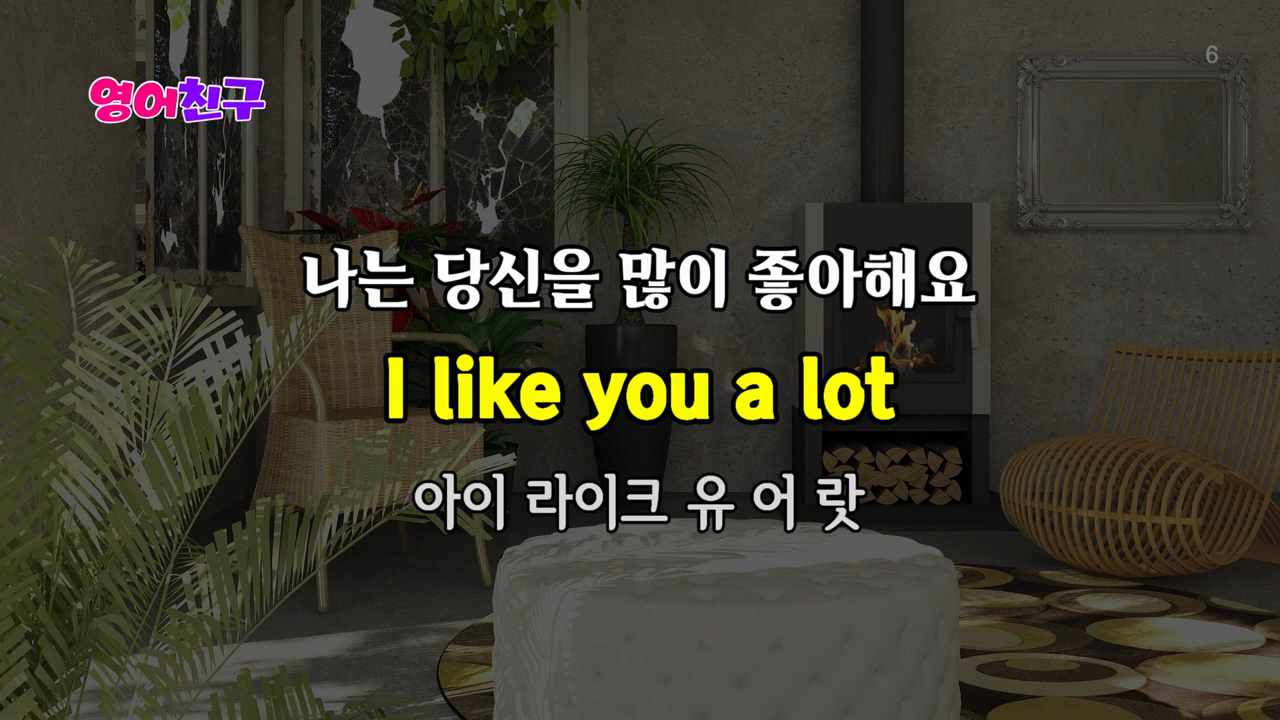 영어친구
6
나는 당신을 많이 좋아해요
I like you a lot
아이 라이크 유 어 랏